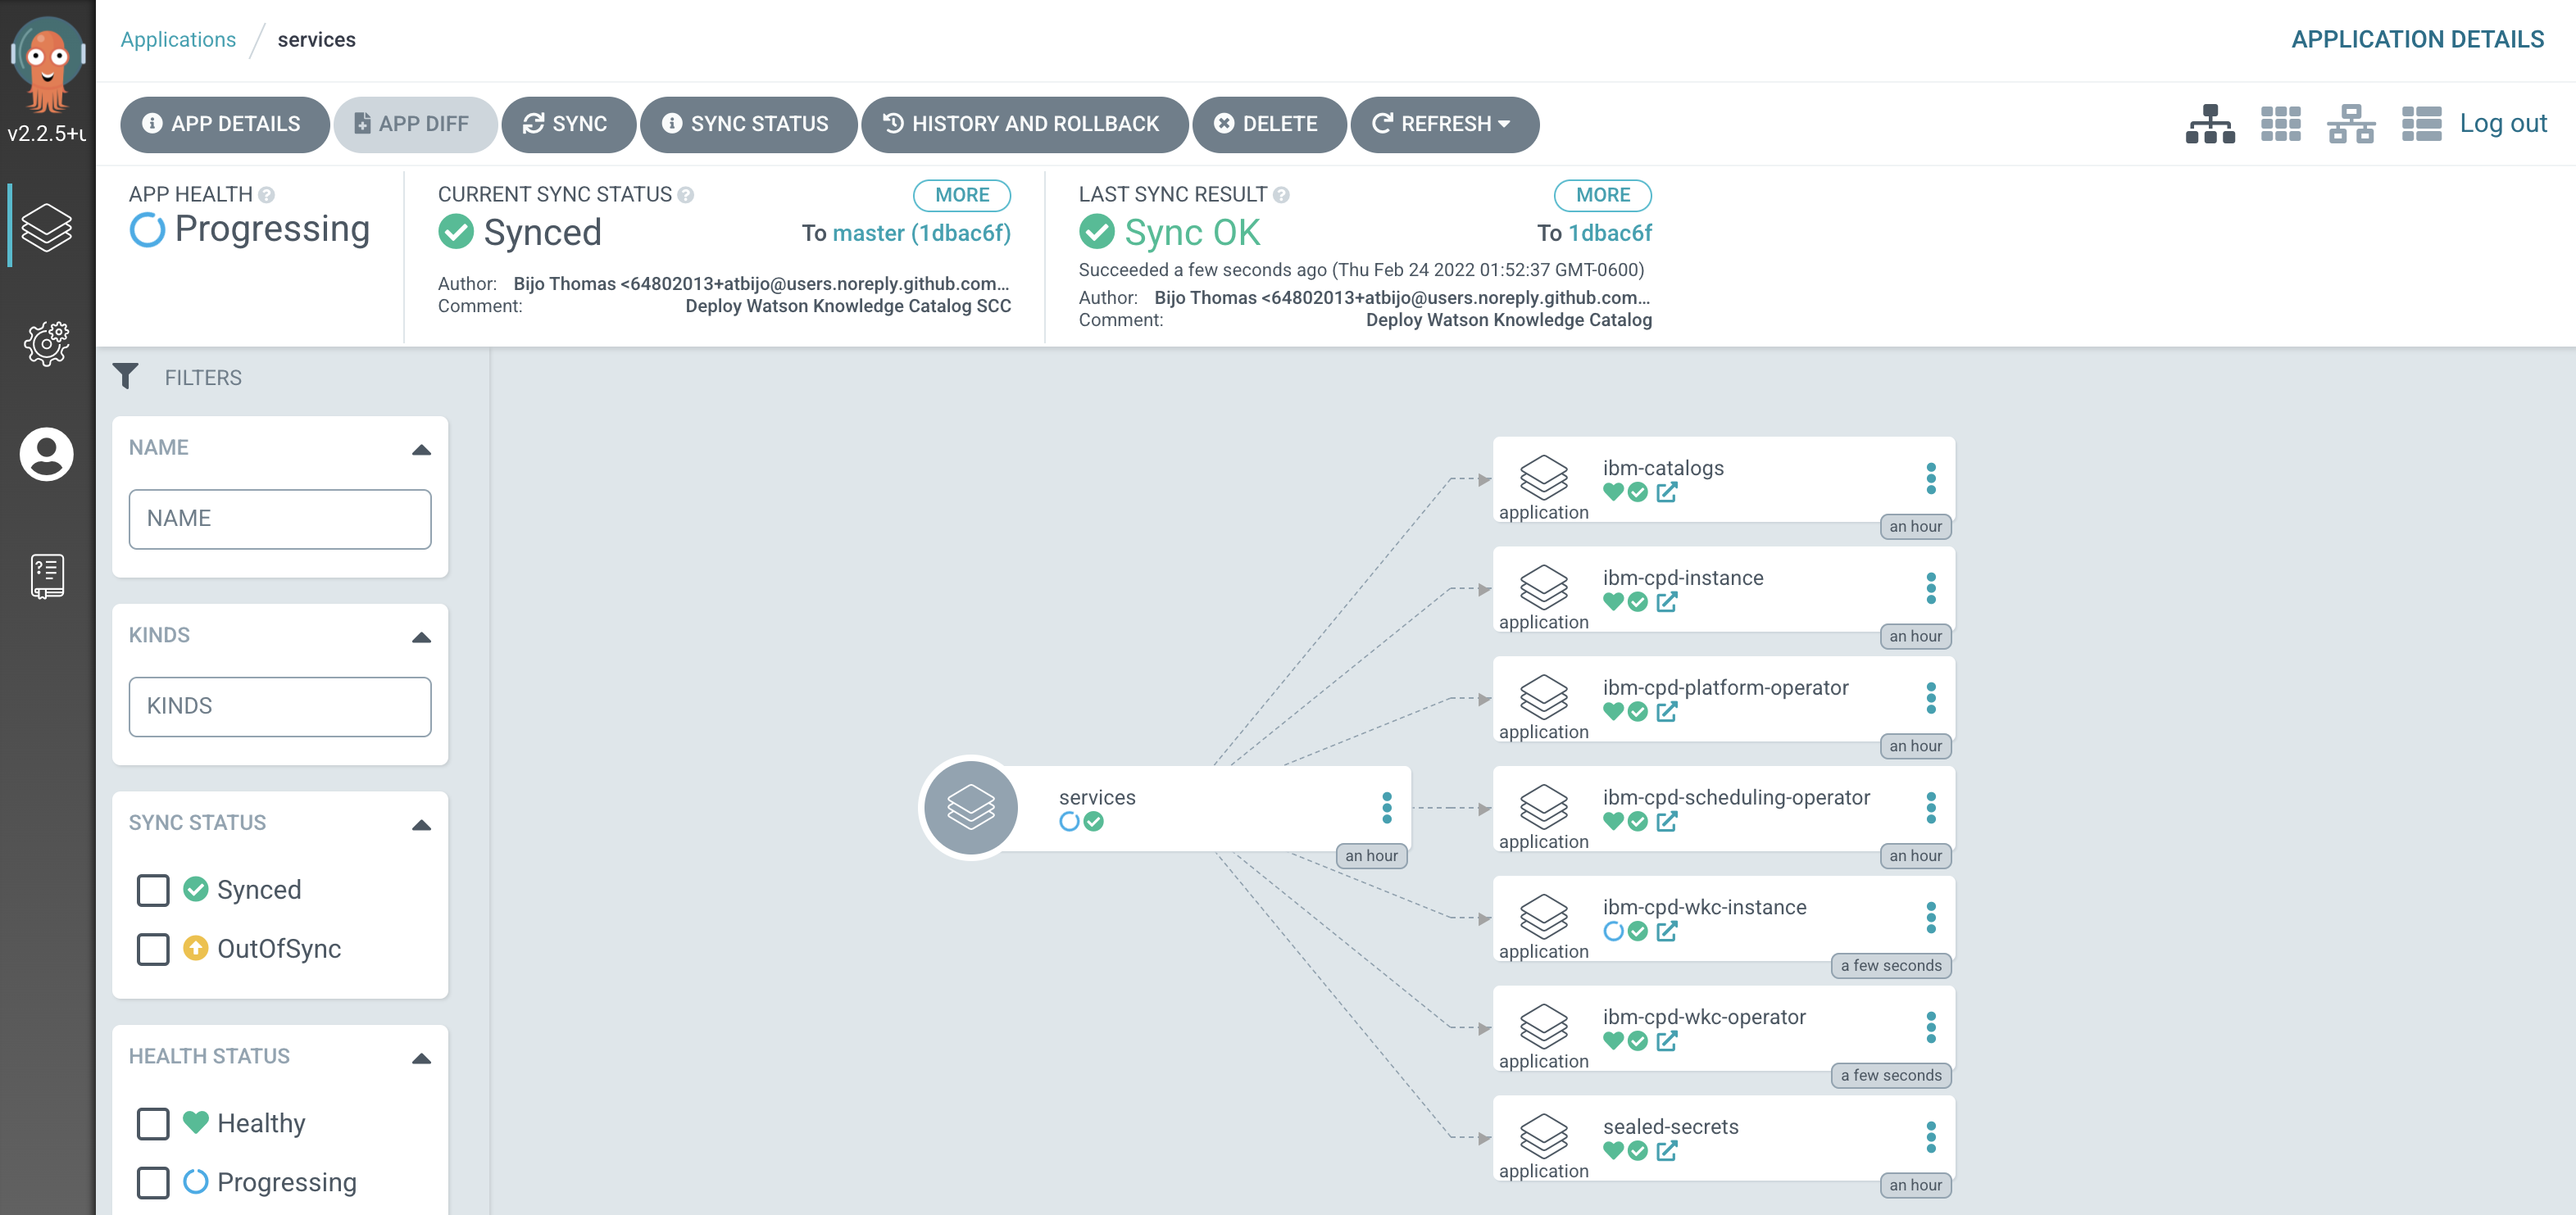 Applications / services
APPLICATION DETAILS
v2.2.5+u
APP DETAILS
APP DIFF
SYNC
SYNC STATUS
HISTORY AND ROLLBACK
DELETE
REFRESH
Log out
APP HEALTH ?
Progressing
CURRENT SYNC STATUS ?
MORE
Synced
To master (1dbac6f)
Author: Bijo Thomas <64802013+atbijo@users.noreply.github.com...
Comment: Deploy Watson Knowledge Catalog SCC
LAST SYNC RESULT ?
MORE
Sync OK
To 1dbac6f
Succeeded a few seconds ago (Thu Feb 24 2022 01:52:37 GMT-0600)
Author: Bijo Thomas <64802013+atbijo@users.noreply.github.com...
Comment: Deploy Watson Knowledge Catalog
FILTERS
NAME
NAME
KINDS
KINDS
SYNC STATUS
Synced
OutOfSync
HEALTH STATUS
Healthy
Progressing
services
an hour
ibm-catalogs
application
an hour
ibm-cpd-instance
application
an hour
ibm-cpd-platform-operator
application
an hour
ibm-cpd-scheduling-operator
application
an hour
ibm-cpd-wkc-instance
application
a few seconds
ibm-cpd-wkc-operator
application
a few seconds
sealed-secrets
application
an hour